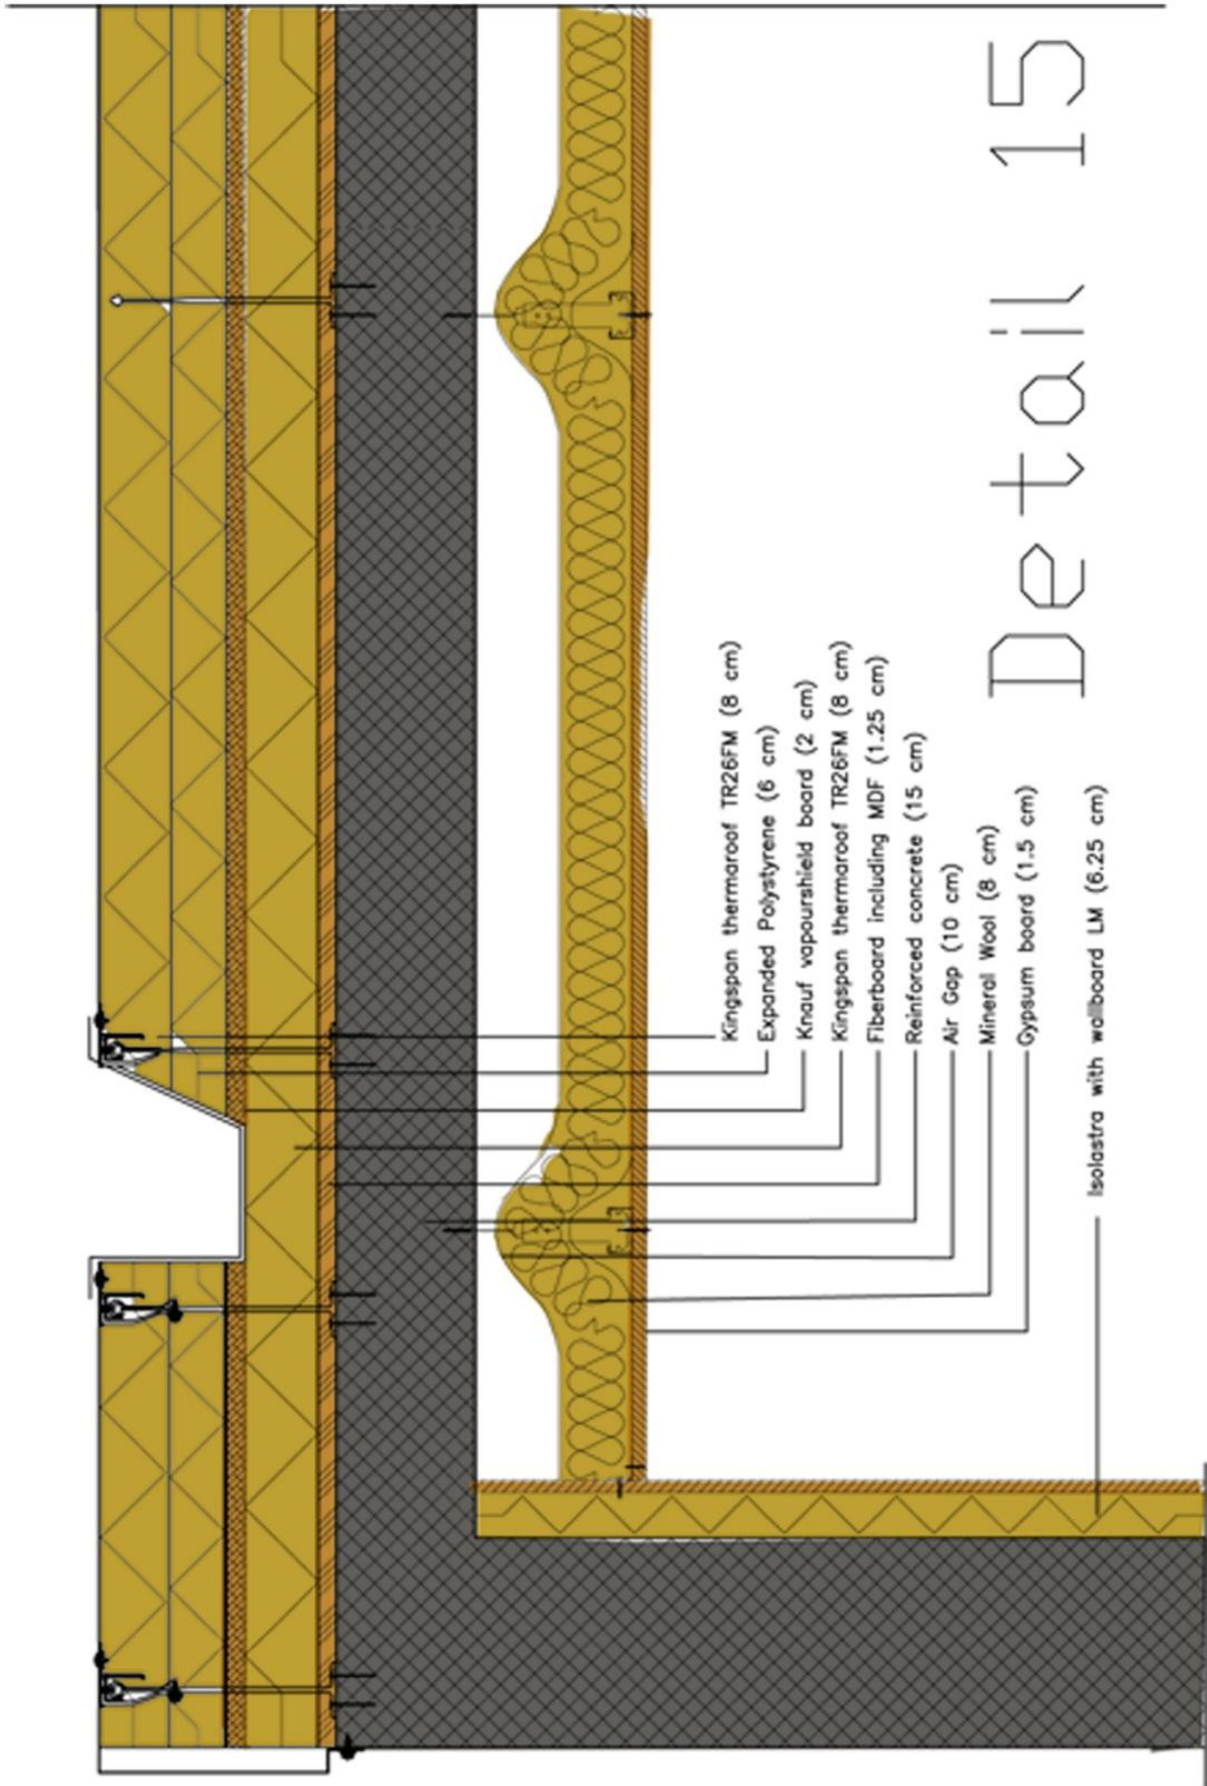 Kingspan thermaroof TR26FM (8 cm)
Expanded Polystyrene (6 cm)
Knauf vapourshield board (2 cm)
Kingspan thermaroof TR26FM (8 cm)
Fiberboard including MDF (1.25 cm)
Reinforced concrete (15 cm)
Air Gap (10 cm)
Mineral Wool (8 cm)
Gypsum board (1.5 cm)
Isolastra with wallboard LM (6.25 cm)
Detail 15